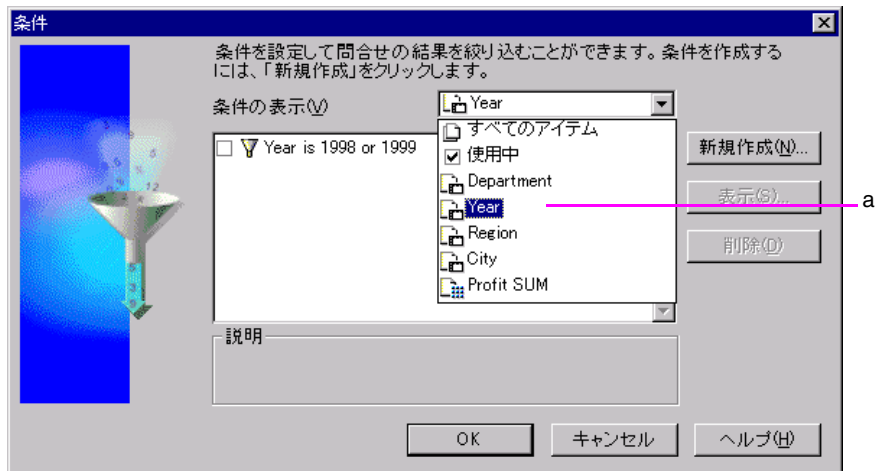 条件
条件を設定して問合せの結果を絞り込むことができます。条件を作成する
には、「新規作成」をクリックします。
条件の表示(V)
Year
すべてのアイテム
使用中
Department
Year
Region
City
Profit SUM
Year is 1998 or 1999
新規作成(N)...
表示(S)...
削除(D)
a
説明
OK
キャンセル
ヘルプ(H)